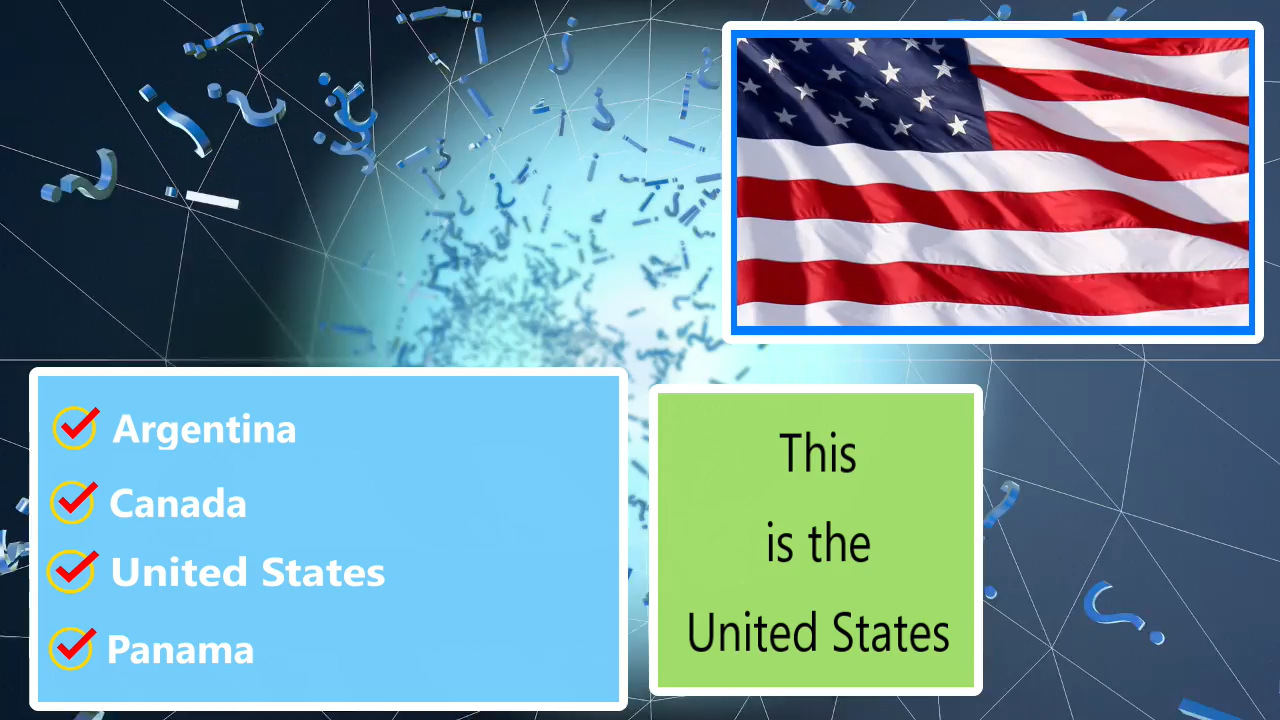 Argentina
Canada
United States
Panama
This
is the
United States